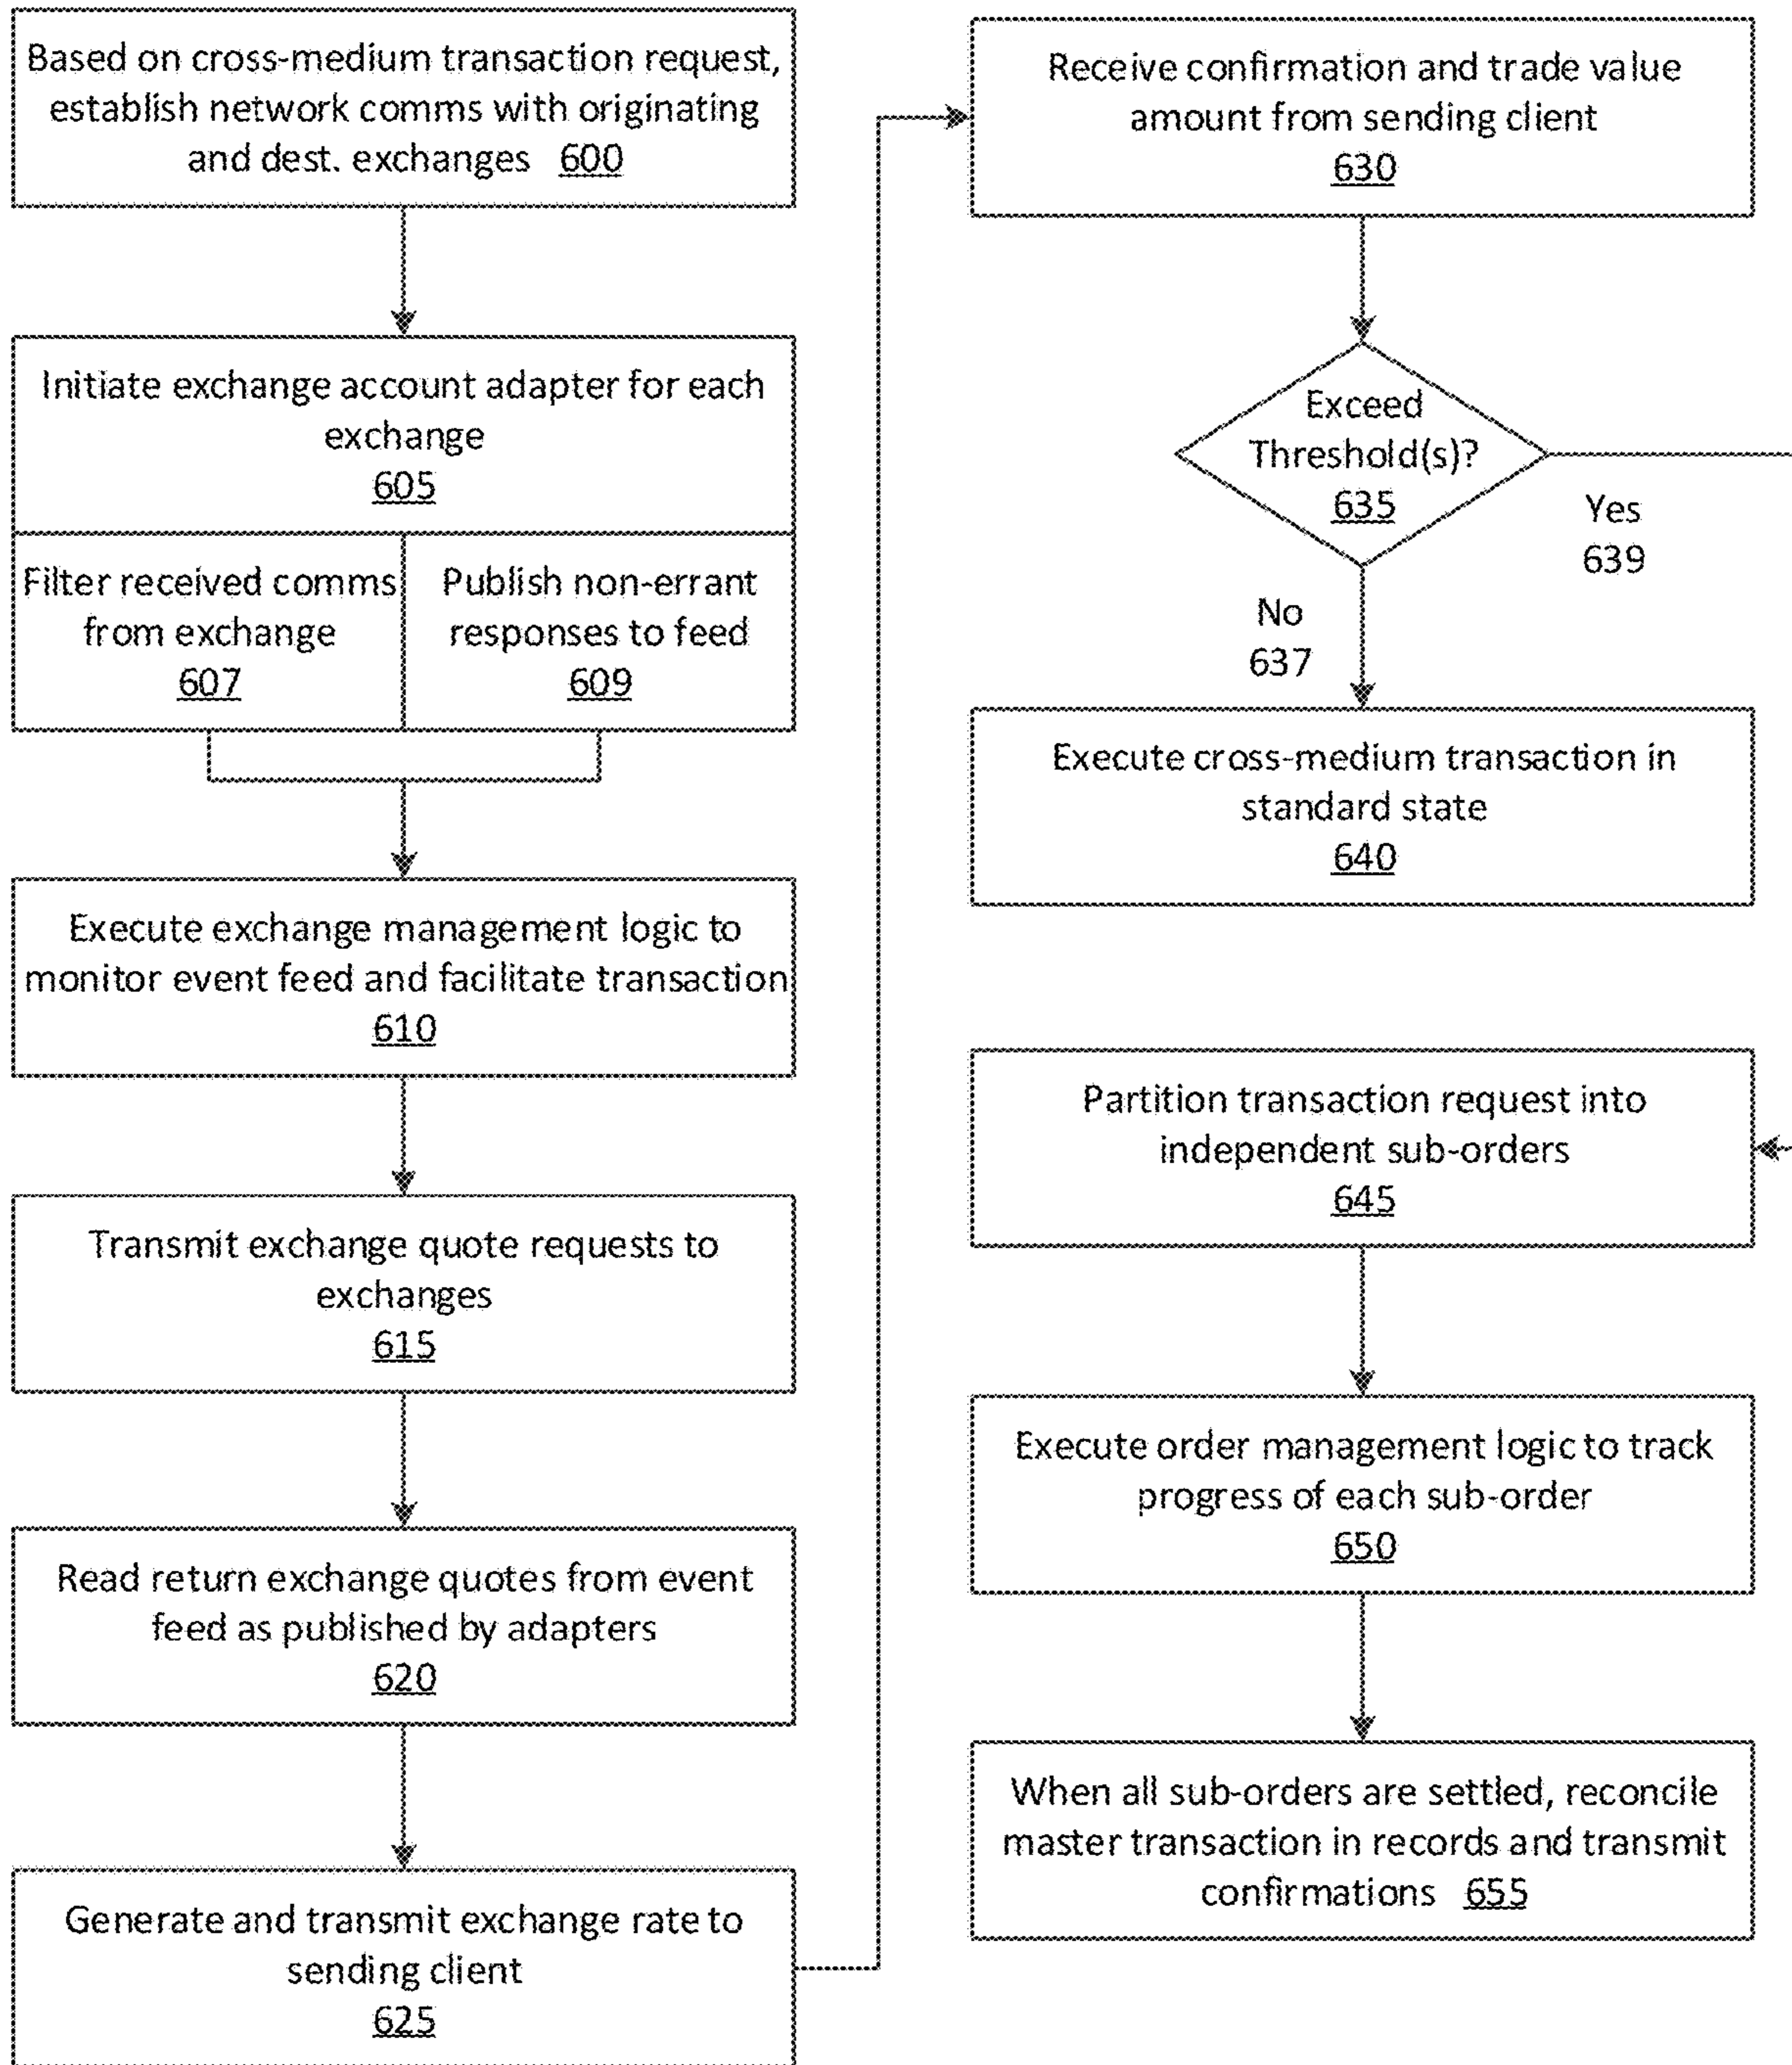 Based on cross-medium transaction request,
establish network comms with originating
and dest. exchanges 600
Initiate exchange account adapter for each
exchange
605
Filter received comms
from exchange
607
Publish non-errant
responses to feed
609
Execute exchange management logic to
monitor event feed and facilitate transaction
610
Transmit exchange quote requests to
exchanges
615
Read return exchange quotes from event
feed as published by adapters
620
Generate and transmit exchange rate to
sending client
625
Receive confirmation and trade value
amount from sending client
630
Exceed
Threshold(s)?
635
Yes
639
No
637
Execute cross-medium transaction in
standard state
640
Partition transaction request into
independent sub-orders
645
Execute order management logic to track
progress of each sub-order
650
When all sub-orders are settled, reconcile
master transaction in records and transmit
confirmations 655